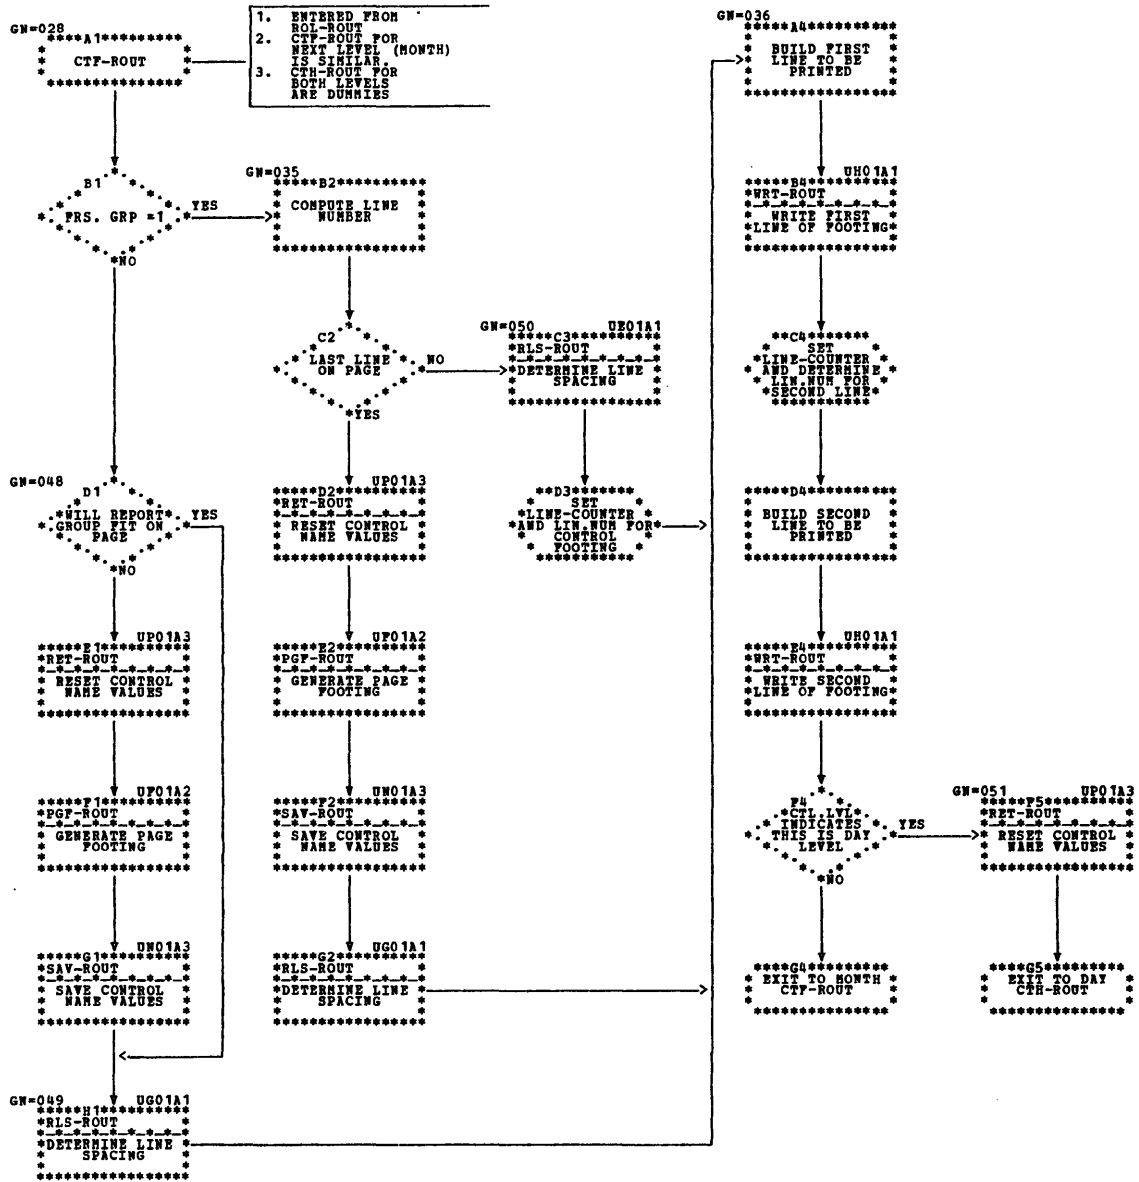 GN=028
A1
CTF-ROUT
1. ENTERED FROM
ROL-ROUT
2. CTF-ROUT FOR
NEXT LEVEL (MONTH)
IS SIMILAR.
3. CTH-ROUT FOR
BOTH LEVELS
ARE DUMMIES
B1
FRS. GRP =1
YES
NO
GN=048
D1
WILL REPORT
GROUP FIT ON
PAGE
YES
NO
UP01A3
E1
RET-ROUT
RESET CONTROL
NAME VALUES
UF01A2
F1
PGF-ROUT
GENERATE PAGE
FOOTING
UN01A3
G1
SAV-ROUT
SAVE CONTROL
NAME VALUES
GN=049
UG01A1
H1
RLS-ROUT
DETERMINE LINE
SPACING
GN=035
B2
COMPUTE LINE
NUMBER
C2
LAST LINE
ON PAGE
NO
YES
UP01A3
D2
RET-ROUT
RESET CONTROL
NAME VALUES
UF01A2
E2
PGF-ROUT
GENERATE PAGE
FOOTING
UN01A3
F2
SAV-ROUT
SAVE CONTROL
NAME VALUES
UG01A1
G2
RLS-ROUT
DETERMINE LINE
SPACING
GN=050
UE01A1
C3
RLS-ROUT
DETERMINE LINE
SPACING
D3
SET
LINE-COUNTER
AND LIN.NUM FOR
CONTROL
FOOTING
GN=036
A4
BUILD FIRST
LINE TO BE
PRINTED
UH01A1
B4
WRT-ROUT
WRITE FIRST
LINE OF FOOTING
C4
SET
LINE-COUNTER
AND DETERMINE
LIN.NUM FOR
SECOND LINE
D4
BUILD SECOND
LINE TO BE
PRINTED
UH01A1
E4
WRT-ROUT
WRITE SECOND
LINE OF FOOTING
F4
CTL.LVL
INDICATES
THIS IS DAY
LEVEL
YES
NO
G4
EXIT TO MONTH
CTF-ROUT
GN=051
UP01A3
F5
RET-ROUT
RESET CONTROL
NAME VALUES
G5
EXIT TO DAY
CTH-ROUT